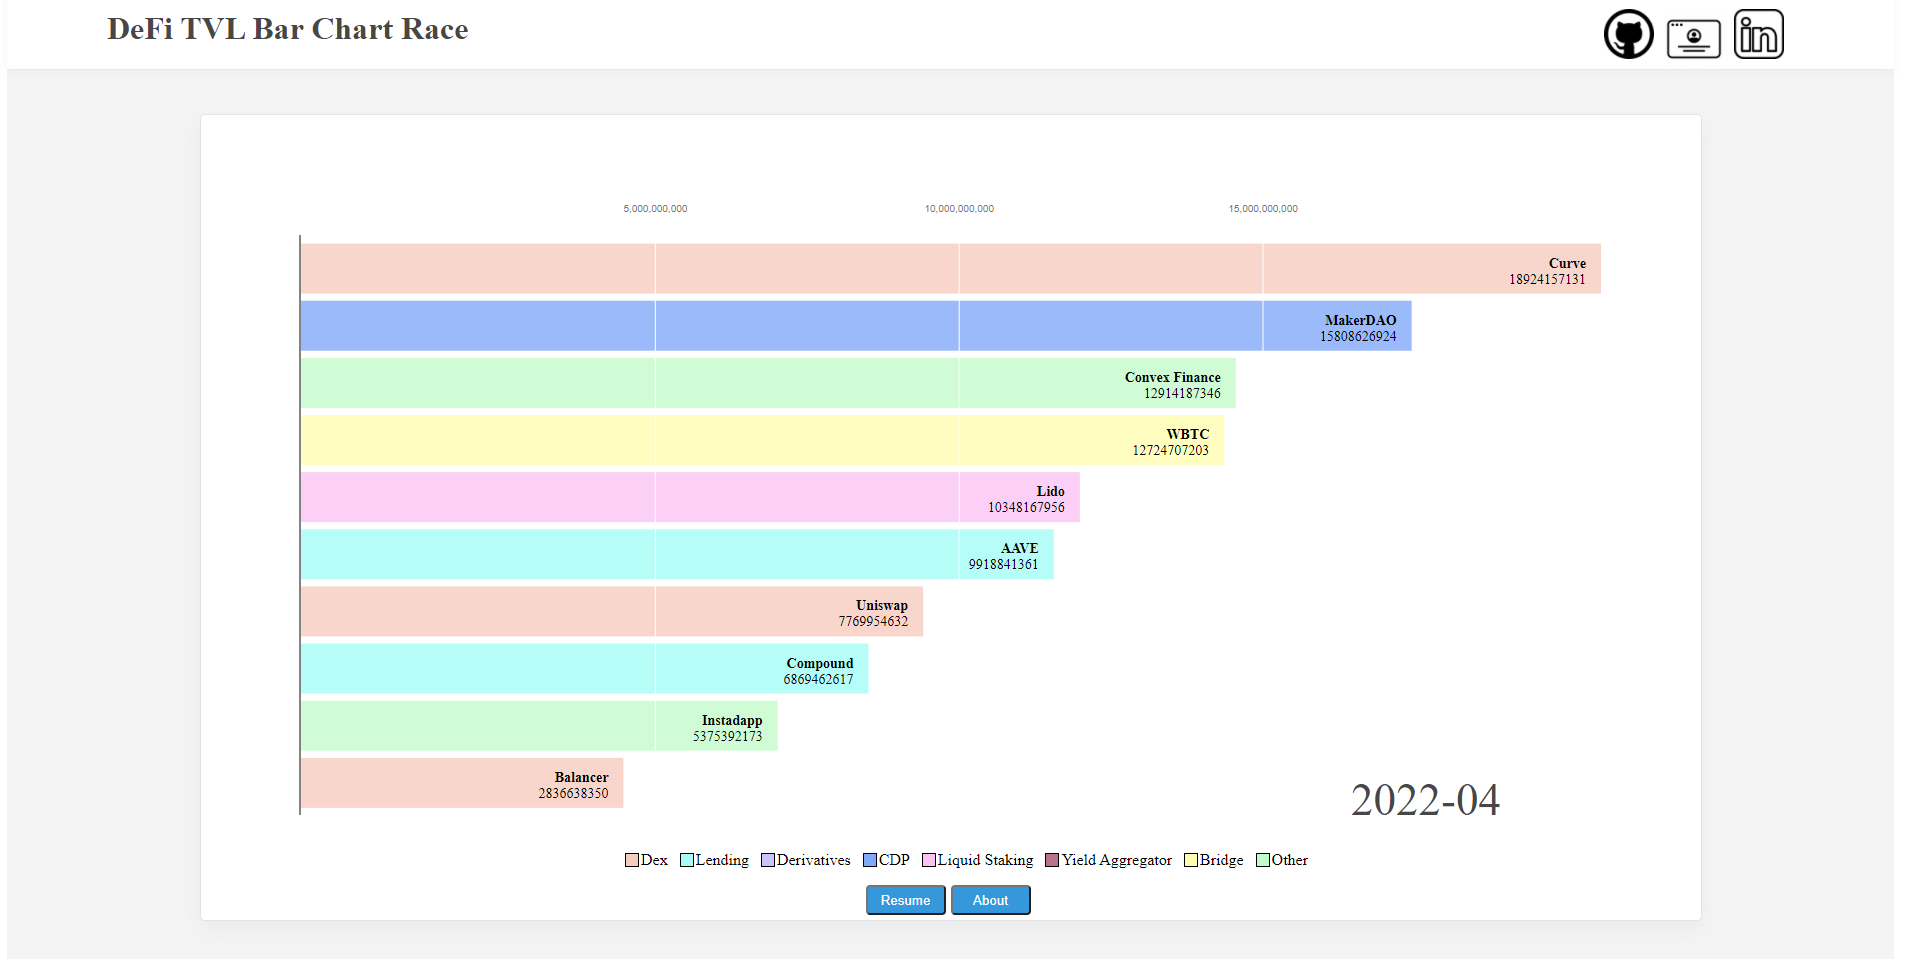 DeFi TVL Bar Chart Race
in
5,000,000,000 10,000,000,000 15,000,000,000
Curve
18924157131
MakerDAO
15808626924
Convex Finance
12914187346
WBTC
12724707203
Lido
10348167956
AAVE
9918841361
Uniswap
7769954632
Compound
6869462617
Instadapp
5375392173
Balancer
2836638350
2022-04
Dex Lending Derivatives CDP Liquid Staking Yield Aggregator Bridge Other
Resume About